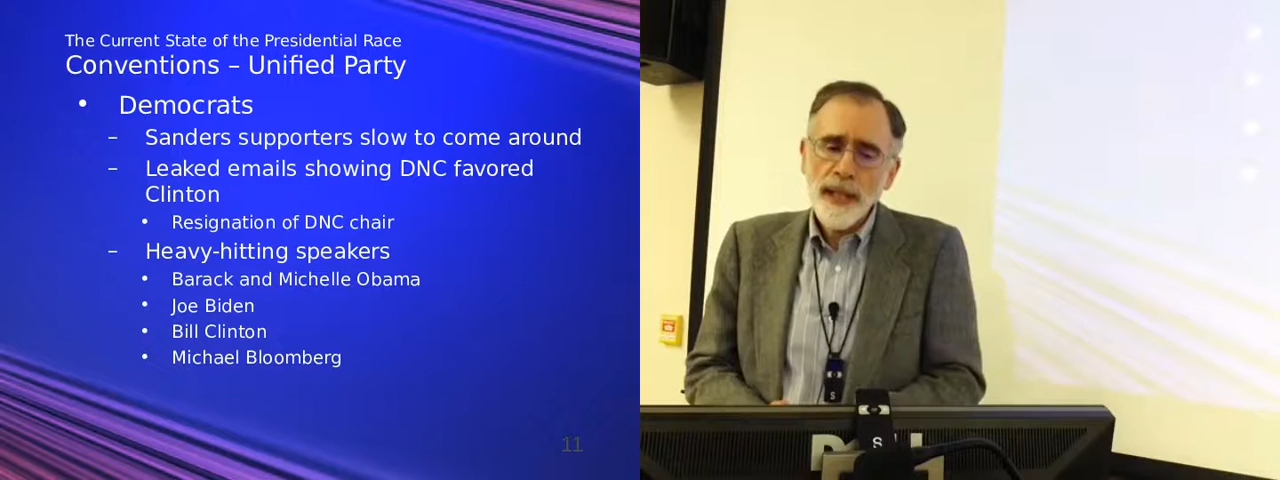 The Current State of the Presidential Race
Conventions – Unified Party
• Democrats
– Sanders supporters slow to come around
– Leaked emails showing DNC favored
Clinton
• Resignation of DNC chair
– Heavy-hitting speakers
• Barack and Michelle Obama
• Joe Biden
• Bill Clinton
• Michael Bloomberg
11
S
S